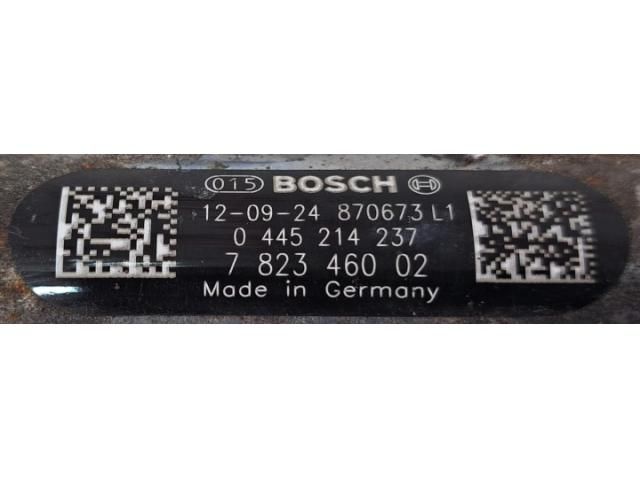 015 BOSCH
12-09-24 870673 L1
0 445 214 237
7 823 460 02
Made in Germany